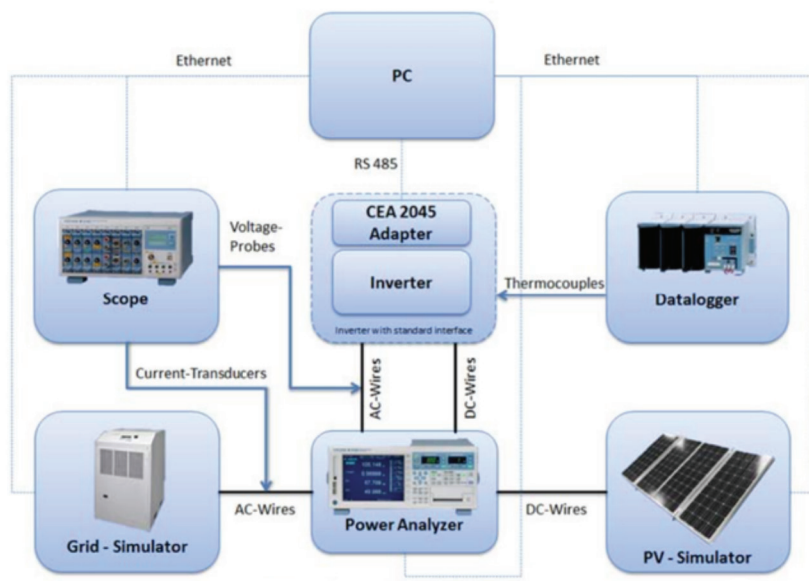 PC
Ethernet
Ethernet
RS 485
CEA 2045
Adapter
Inverter
Inverter with standard interface
Voltage-
Probes
Scope
Thermocouples
Datalogger
Current-Transducers
AC-Wires
DC-Wires
AC-Wires
DC-Wires
Grid - Simulator
Power Analyzer
PV - Simulator